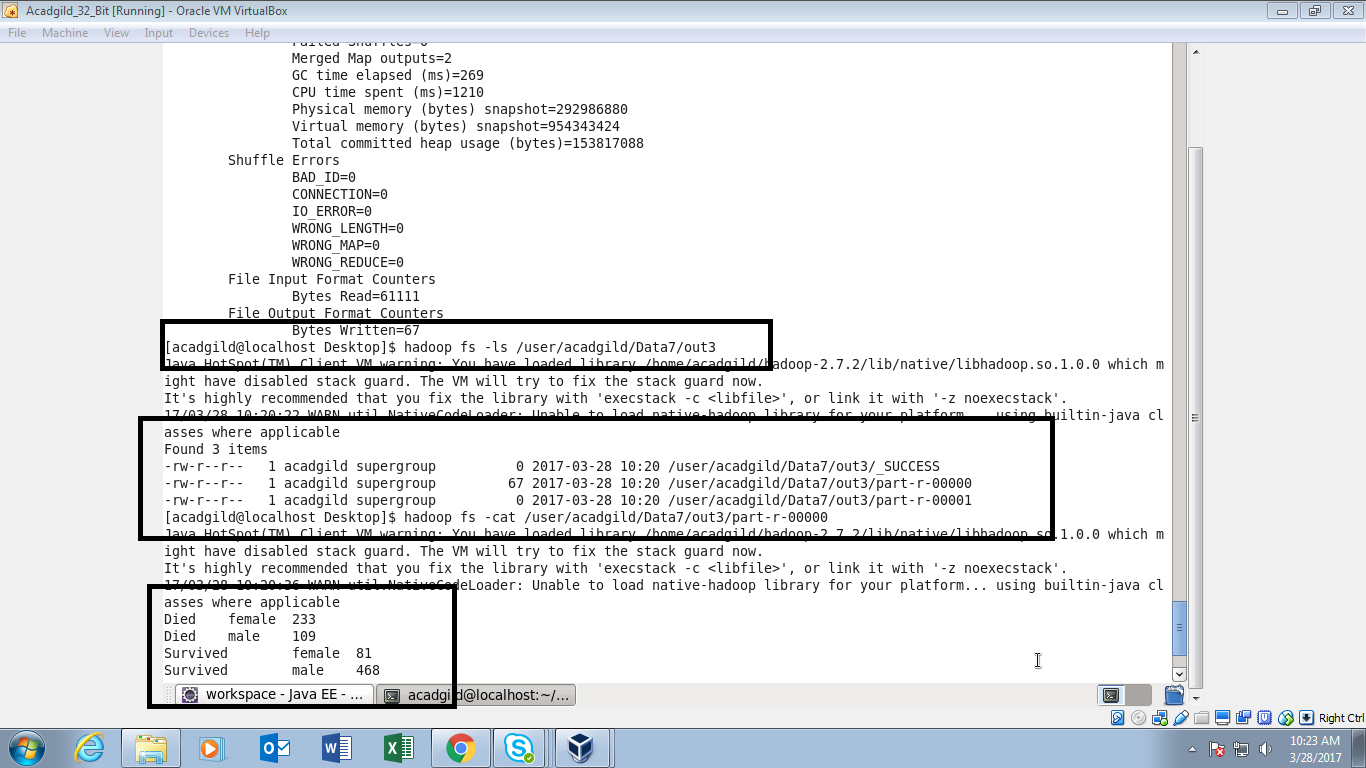 Acadgild_32_Bit [Running] - Oracle VM VirtualBox
File Machine View Input Devices Help
Failed Shuffles=0
Merged Map outputs=2
GC time elapsed (ms)=269
CPU time spent (ms)=1210
Physical memory (bytes) snapshot=292986880
Virtual memory (bytes) snapshot=954343424
Total committed heap usage (bytes)=153817088
Shuffle Errors
BAD_ID=0
CONNECTION=0
IO_ERROR=0
WRONG_LENGTH=0
WRONG_MAP=0
WRONG_REDUCE=0
File Input Format Counters
Bytes Read=61111
File Output Format Counters
Bytes Written=67
[acadgild@localhost Desktop]$ hadoop fs -ls /user/acadgild/Data7/out3
Java HotSpot(TM) Client VM warning: You have loaded library /home/acadgild/hadoop-2.7.2/lib/native/libhadoop.so.1.0.0 which m
ight have disabled stack guard. The VM will try to fix the stack guard now.
It's highly recommended that you fix the library with 'execstack -c <libfile>', or link it with '-z noexecstack'.
17/03/28 10:20:22 WARN util.NativeCodeLoader: Unable to load native-hadoop library for your platform... using builtin-java cl
asses where applicable
Found 3 items
-rw-r--r-- 1 acadgild supergroup 0 2017-03-28 10:20 /user/acadgild/Data7/out3/_SUCCESS
-rw-r--r-- 1 acadgild supergroup 67 2017-03-28 10:20 /user/acadgild/Data7/out3/part-r-00000
-rw-r--r-- 1 acadgild supergroup 0 2017-03-28 10:20 /user/acadgild/Data7/out3/part-r-00001
[acadgild@localhost Desktop]$ hadoop fs -cat /user/acadgild/Data7/out3/part-r-00000
Java HotSpot(TM) Client VM warning: You have loaded library /home/acadgild/hadoop-2.7.2/lib/native/libhadoop.so.1.0.0 which m
ight have disabled stack guard. The VM will try to fix the stack guard now.
It's highly recommended that you fix the library with 'execstack -c <libfile>', or link it with '-z noexecstack'.
17/03/28 10:20:36 WARN util.NativeCodeLoader: Unable to load native-hadoop library for your platform... using builtin-java cl
asses where applicable
Died female 233
Died male 109
Survived female 81
Survived male 468
workspace - Java EE - ... acadgild@localhost:~/...
Right Ctrl
10:23 AM
3/28/2017